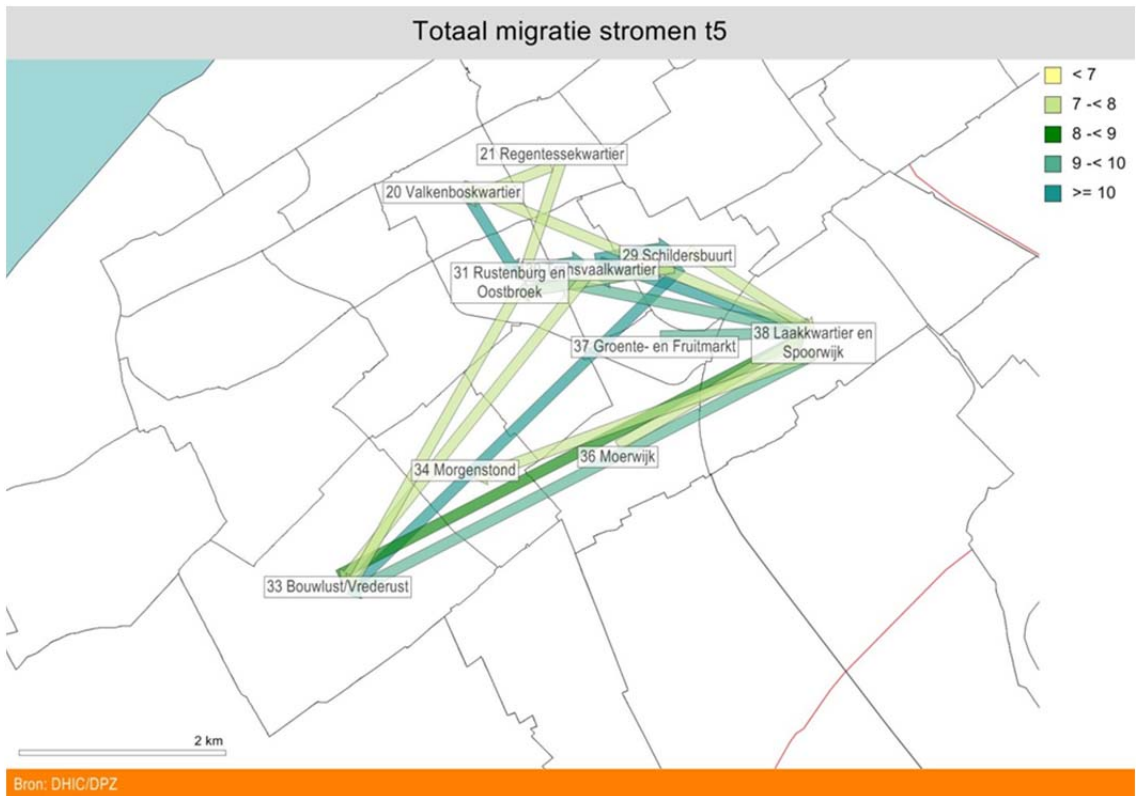 Totaal migratie stromen t5
< 7
7 -< 8
8 -< 9
9 -< 10
>= 10
21 Regentessekwartier
20 Valkenboskwartier
29 Schildersbuurt
nsvaalkwartier
31 Rustenburg en
Oostbroek
38 Laakkwartier en
Spoorwijk
37 Groente- en Fruitmarkt
36 Moerwijk
34 Morgenstond
33 Bouwlust/Vrederust
2 km
Bron: DHIC/DPZ